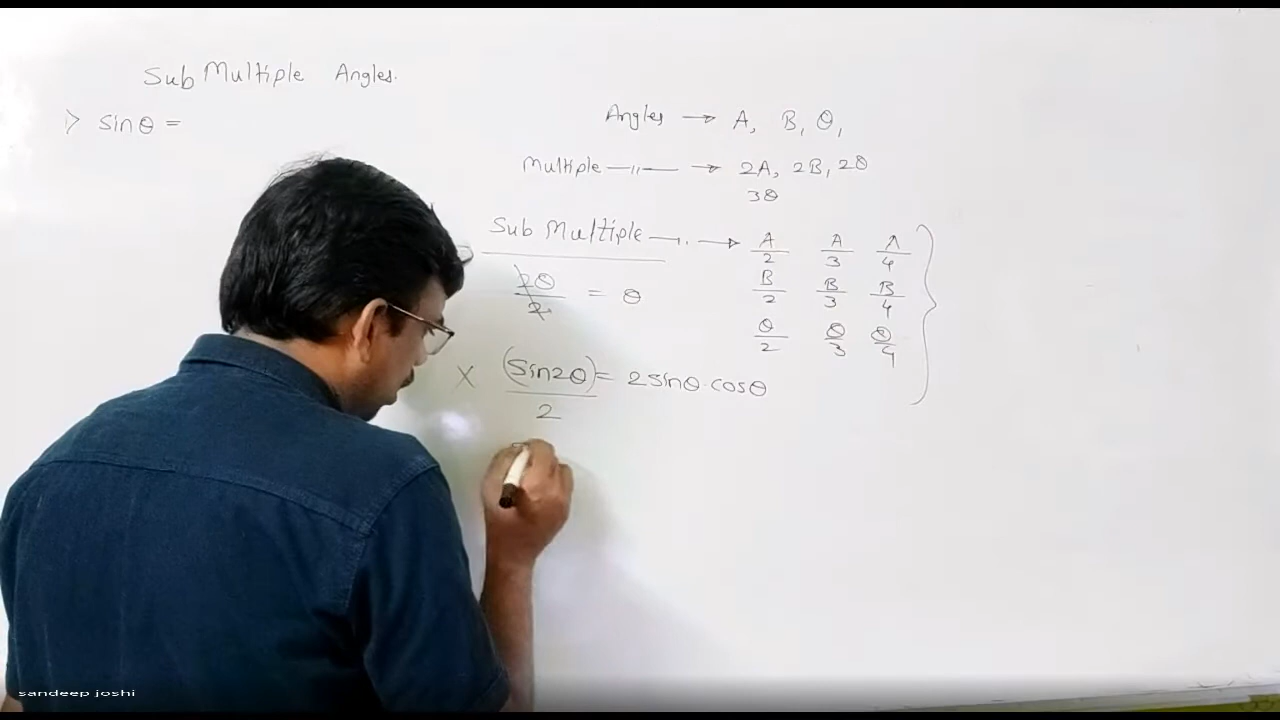 Sub Multiple Angles.
> sinθ =
Angles → A, B, θ,
Multiple —〃— → 2A, 2B, 2θ
3θ
Sub Multiple —〃. → A/2 A/3 A/4
B/2 B/3 B/4
θ/2 θ/3 θ/4
2θ/2 = θ
× (sin2θ)/2 = 2sinθ·cosθ
sandeep joshi